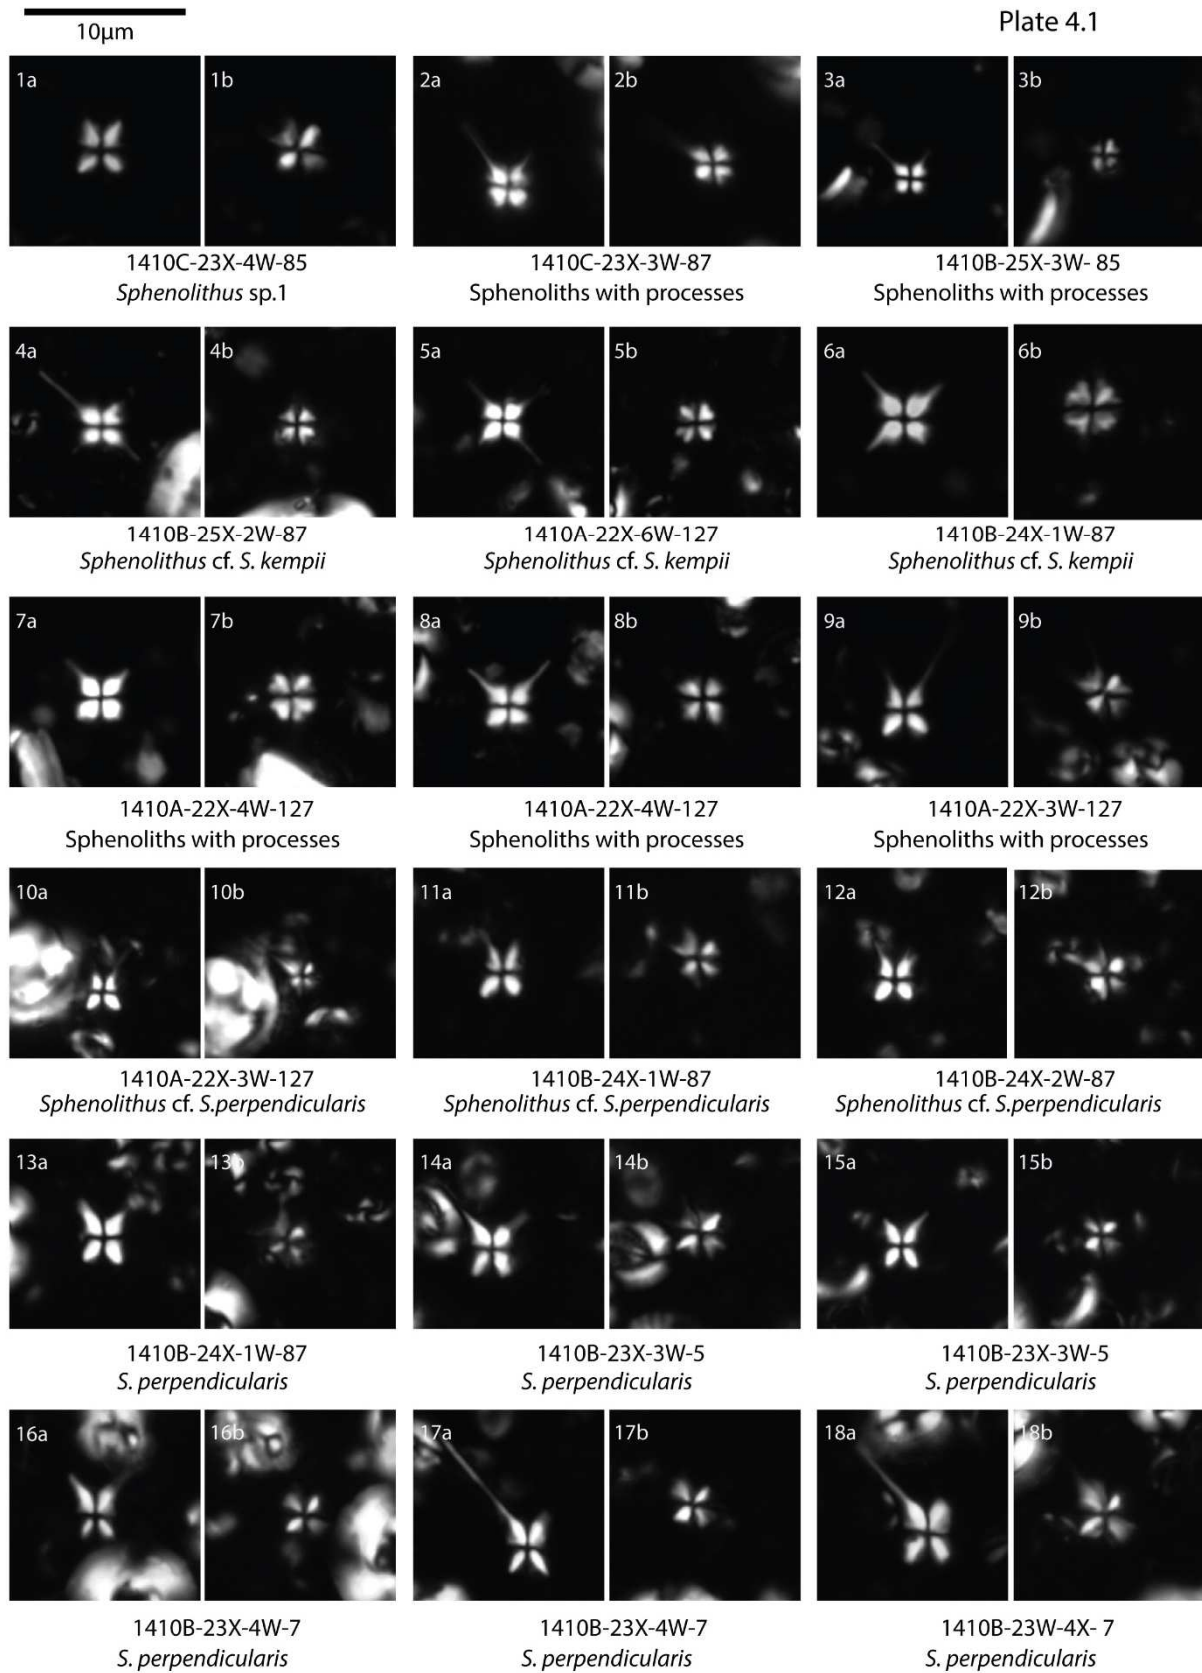 10µm
Plate 4.1
1a 1b 2a 2b 3a 3b
1410C-23X-4W-85 1410C-23X-3W-87 1410B-25X-3W- 85
Sphenolithus sp.1 Sphenoliths with processes Sphenoliths with processes
4a 4b 5a 5b 6a 6b
1410B-25X-2W-87 1410A-22X-6W-127 1410B-24X-1W-87
Sphenolithus cf. S. kempii Sphenolithus cf. S. kempii Sphenolithus cf. S. kempii
7a 7b 8a 8b 9a 9b
1410A-22X-4W-127 1410A-22X-4W-127 1410A-22X-3W-127
Sphenoliths with processes Sphenoliths with processes Sphenoliths with processes
10a 10b 11a 11b 12a 12b
1410A-22X-3W-127 1410B-24X-1W-87 1410B-24X-2W-87
Sphenolithus cf. S.perpendicularis Sphenolithus cf. S.perpendicularis Sphenolithus cf. S.perpendicularis
13a 13b 14a 14b 15a 15b
1410B-24X-1W-87 1410B-23X-3W-5 1410B-23X-3W-5
S. perpendicularis S. perpendicularis S. perpendicularis
16a 16b 17a 17b 18a 18b
1410B-23X-4W-7 1410B-23X-4W-7 1410B-23W-4X- 7
S. perpendicularis S. perpendicularis S. perpendicularis